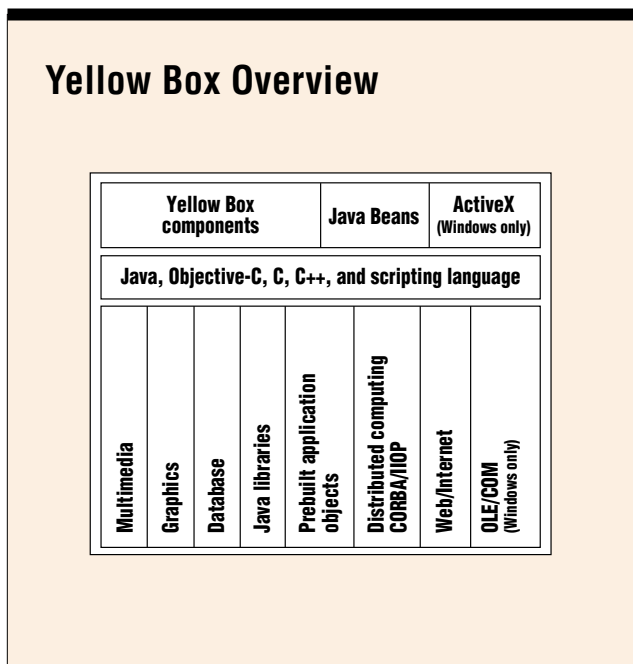 Yellow Box Overview
Yellow Box
components
Java Beans
ActiveX
(Windows only)
Java, Objective-C, C, C++, and scripting language
Multimedia
Graphics
Database
Java libraries
Prebuilt application
objects
Distributed computing
CORBA/IIOP
Web/Internet
OLE/COM
(Windows only)